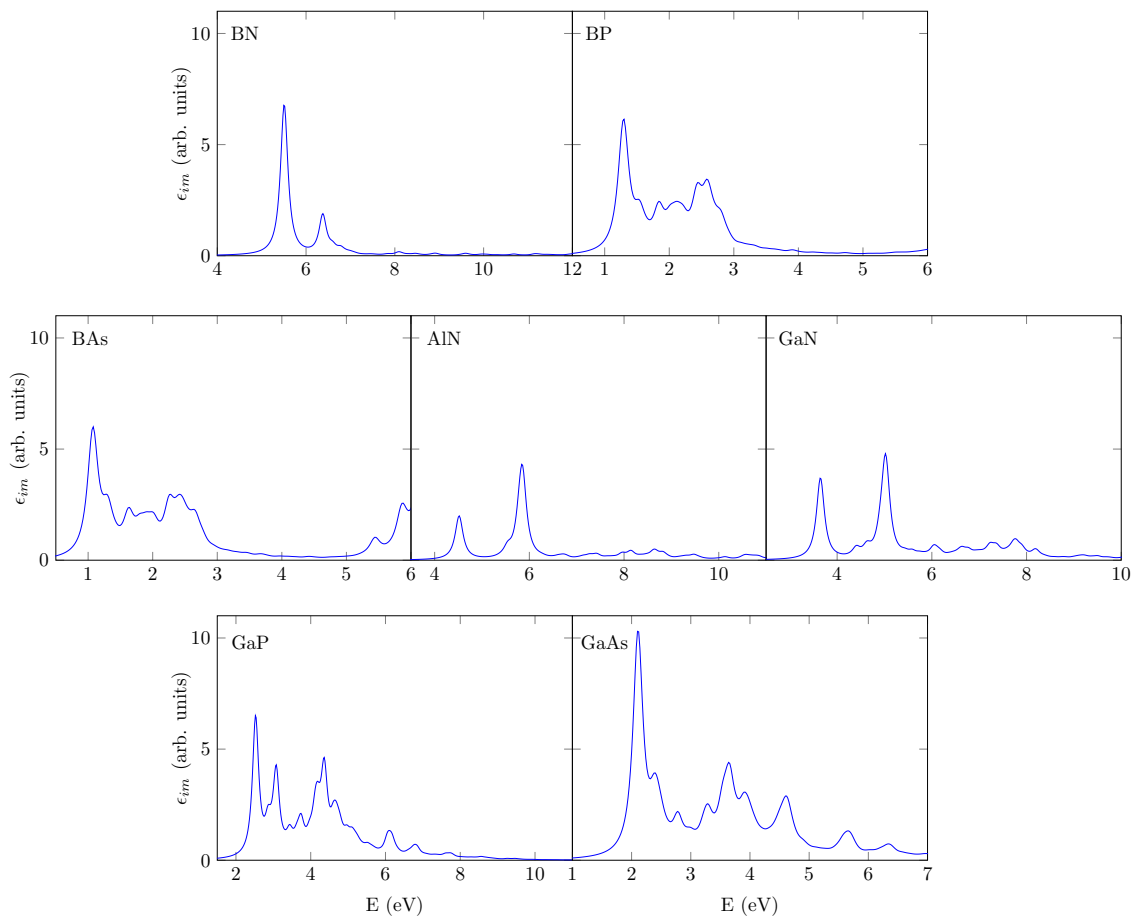 BN
BP
10
5
0
ϵim (arb. units)
4 6 8 10 12 1 2 3 4 5 6
BAs
AlN
GaN
10
5
0
ϵim (arb. units)
1 2 3 4 5 6 4 6 8 10 4 6 8 10
GaP
GaAs
10
5
0
ϵim (arb. units)
2 4 6 8 10 1 2 3 4 5 6 7
E (eV)
E (eV)